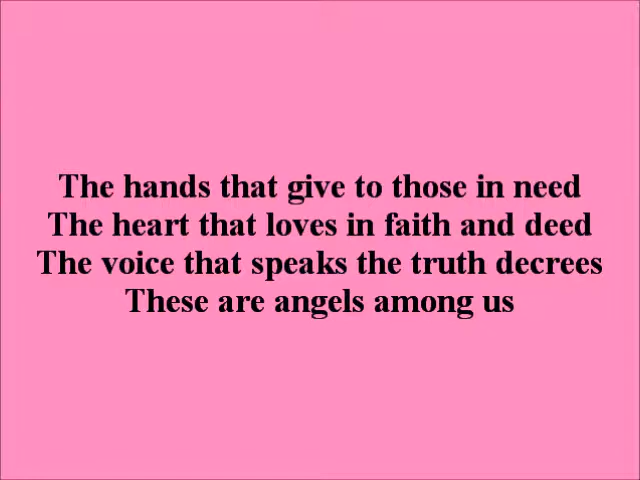 The hands that give to those in need
The heart that loves in faith and deed
The voice that speaks the truth decrees
These are angels among us